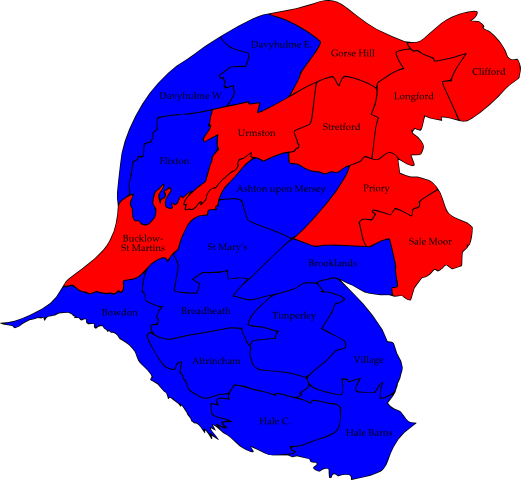 Davyhulme E.
Gorse Hill
Clifford
Davyhulme W.
Longford
Urmston
Stretford
Flixton
Ashton upon Mersey
Priory
Bucklow-
St Martins
St Mary's
Sale Moor
Brooklands
Bowdon
Broadheath
Timperley
Altrincham
Village
Hale C.
Hale Barn